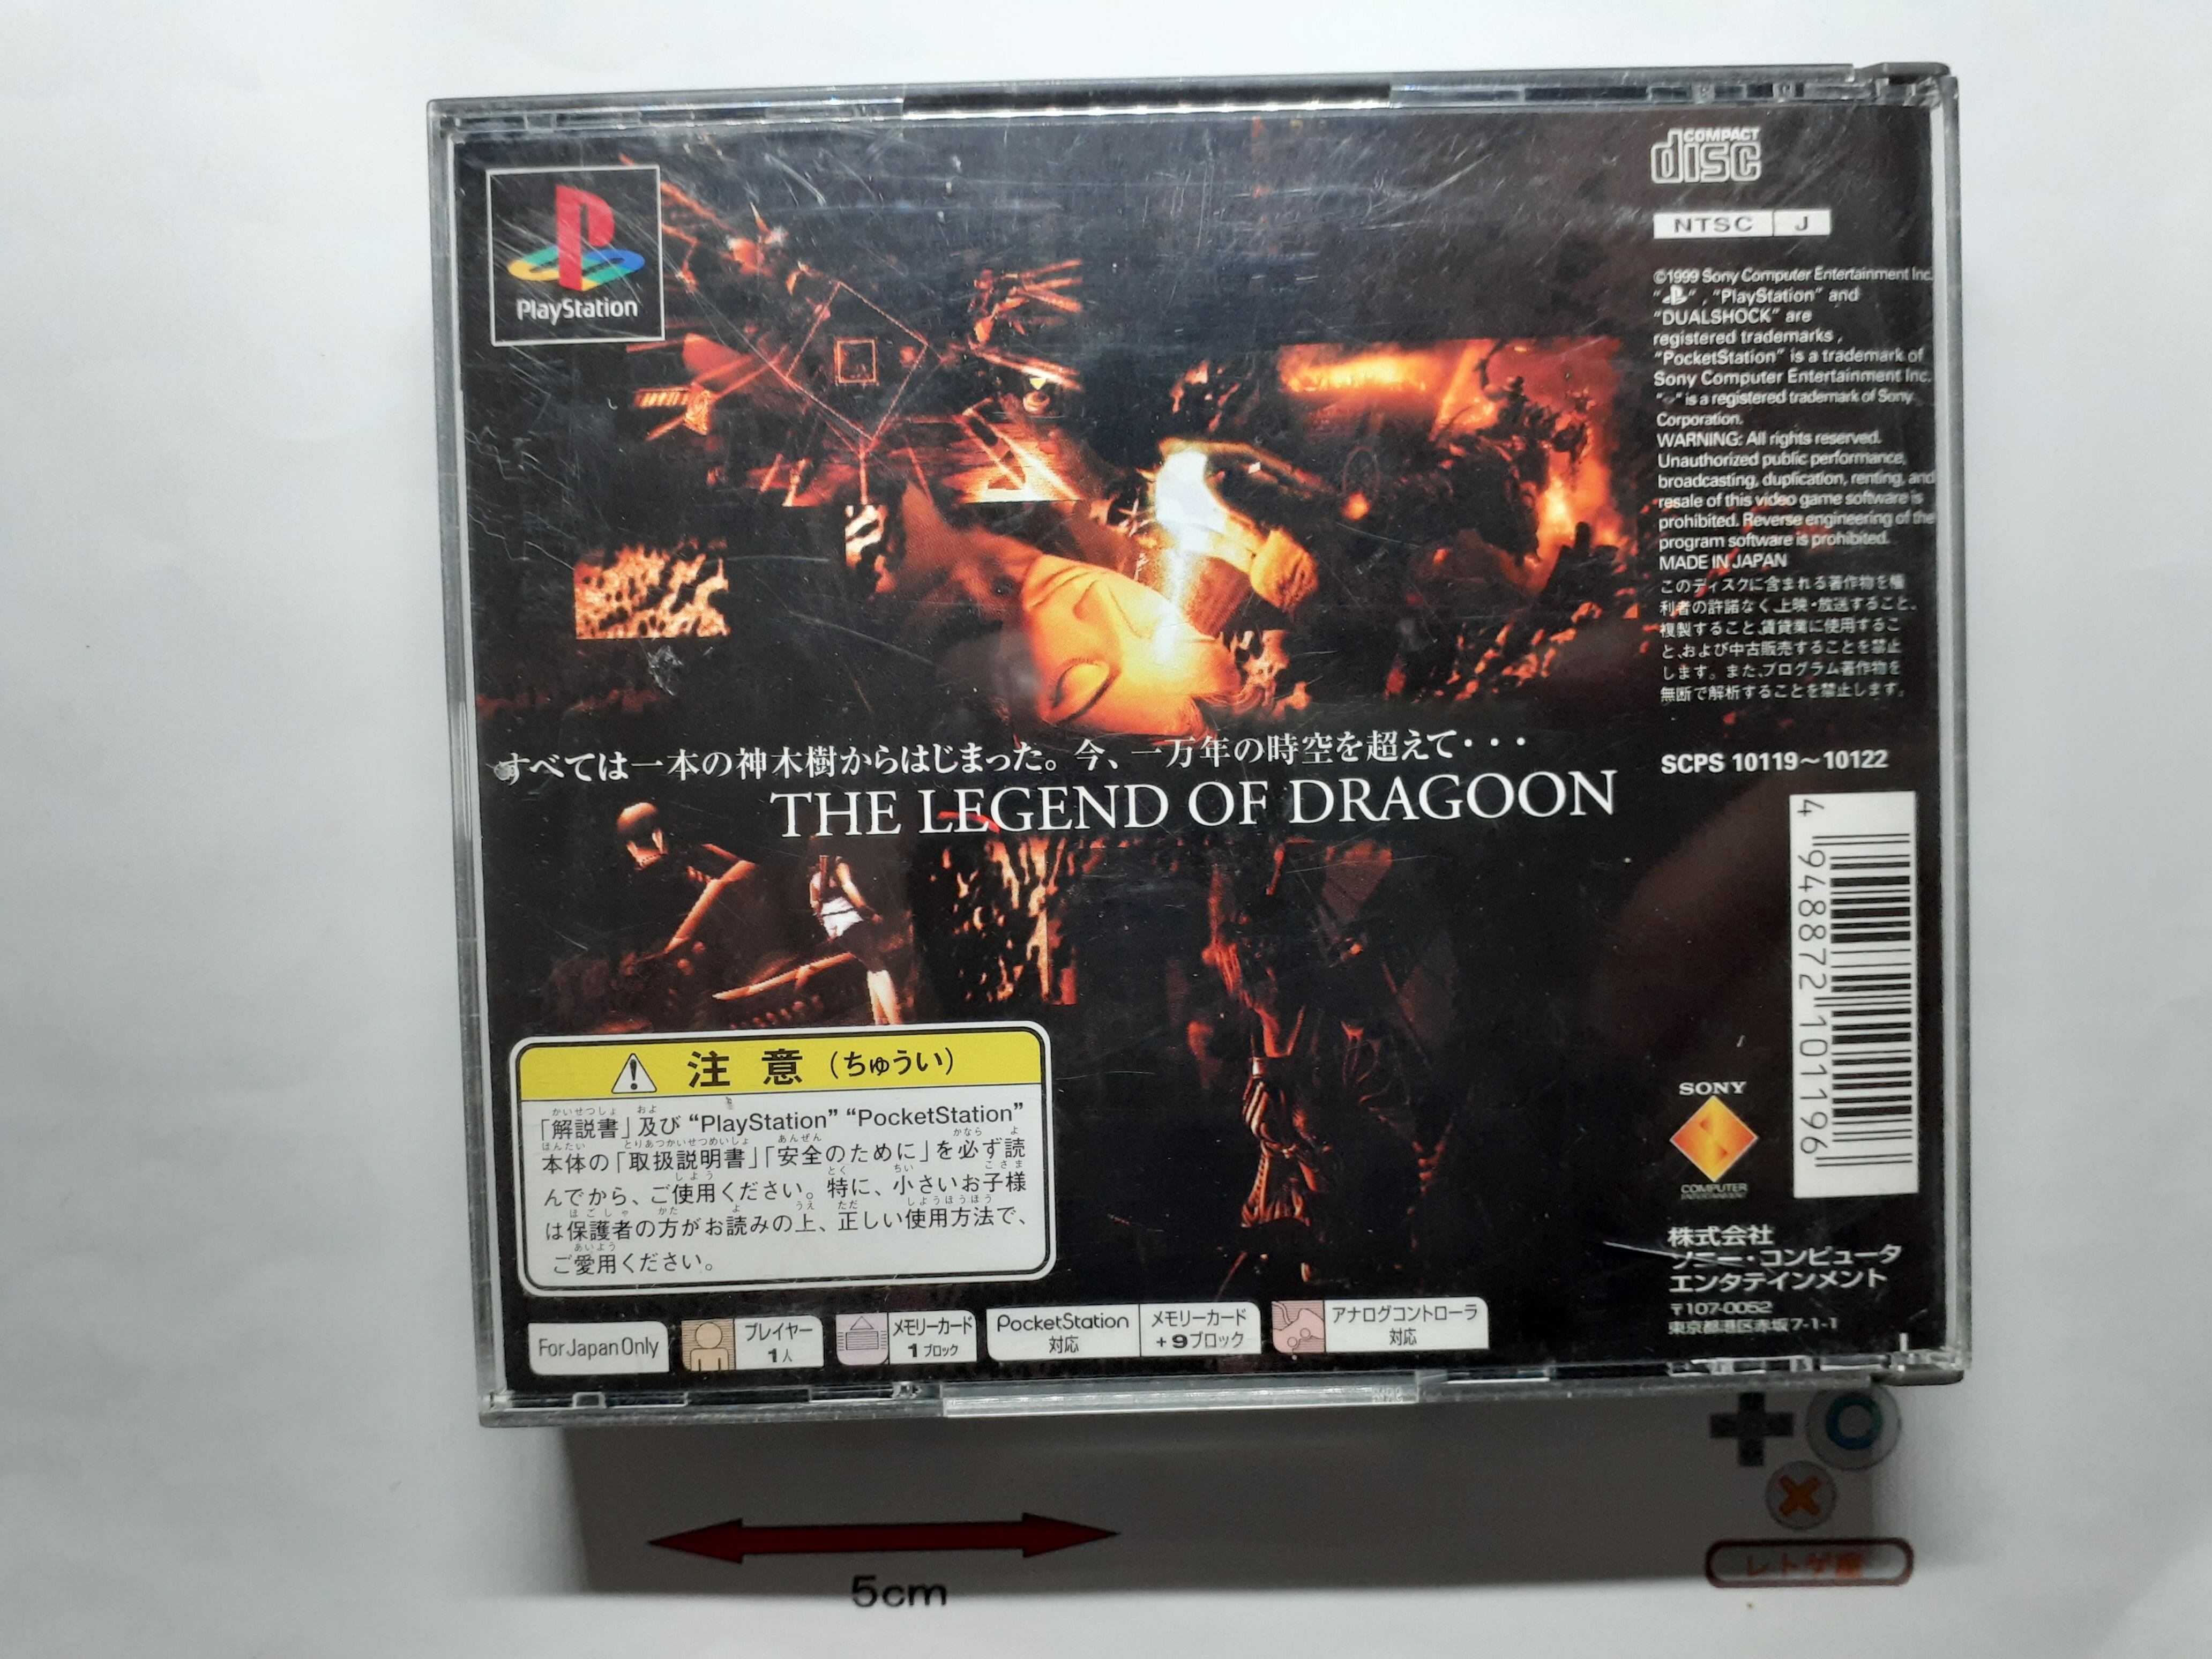 PlayStation
COMPACT
disc
NTSC J
©1999 Sony Computer Entertainment Inc.
" ", "PlayStation" and
"DUALSHOCK" are
registered trademarks ,
"PocketStation" is a trademark of
Sony Computer Entertainment Inc.
" " is a registered trademark of Sony
Corporation.
WARNING: All rights reserved.
Unauthorized public performance,
broadcasting, duplication, renting, and
resale of this video game software is
prohibited. Reverse engineering of the
program software is prohibited.
MADE IN JAPAN
このディスクに含まれる著作物を権
利者の許諾なく上映・放送すること、
複製すること、賃貸業に使用するこ
と、および中古販売することを禁止
します。また、プログラム著作物を
無断で解析することを禁止します。
すべては一本の神木樹からはじまった。今、一万年の時空を超えて・・・
THE LEGEND OF DRAGOON
SCPS 10119~10122
4 948872 101196
SONY
COMPUTER
ENTERTAINMENT
株式会社
ソニー・コンピュータ
エンタテインメント
〒107-0052
東京都港区赤坂7-1-1
注意(ちゅうい)
「解説書」及び "PlayStation" "PocketStation"
本体の「取扱説明書」「安全のために」を必ず読
んでから、ご使用ください。特に、小さいお子様
は保護者の方がお読みの上、正しい使用方法で、
ご愛用ください。
For Japan Only
プレイヤー
1人
メモリーカード
1ブロック
PocketStation
対応
メモリーカード
+9ブロック
アナログコントローラ
対応
5cm
レトゲ座